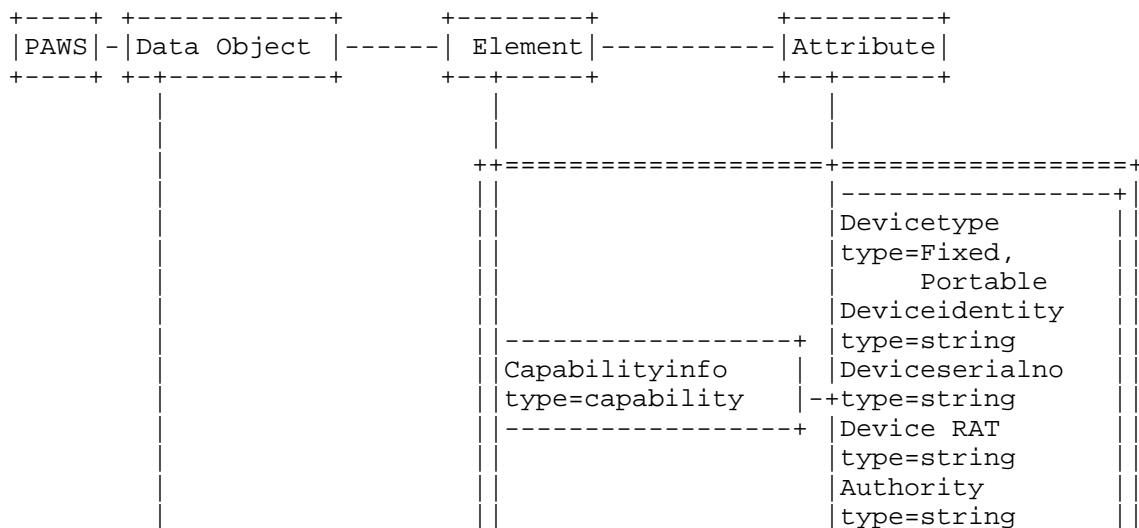 +----+ +-------------+       +--------+             +---------+
|PAWS|-|Data Object |------| Element|-----------|Attribute|
+----+ +-+----------+       +--+-----+             +--+------+
|                    |                    |
|                    |                    |
|                   ++====================+==================+
|                   ||                    |-----------------+|
|                   ||                    |Devicetype       ||
|                   ||                    |type=Fixed,      ||
|                   ||                    |     Portable    ||
|                   ||                    |Deviceidentity   ||
|                   ||------------------+ |type=string      ||
|                   ||Capabilityinfo    | |Deviceserialno   ||
|                   ||type=capability   |-+type=string      ||
|                   ||------------------+ |Device RAT       ||
|                   ||                    |type=string      ||
|                   ||                    |Authority        ||
|                   ||                    |type=string      ||